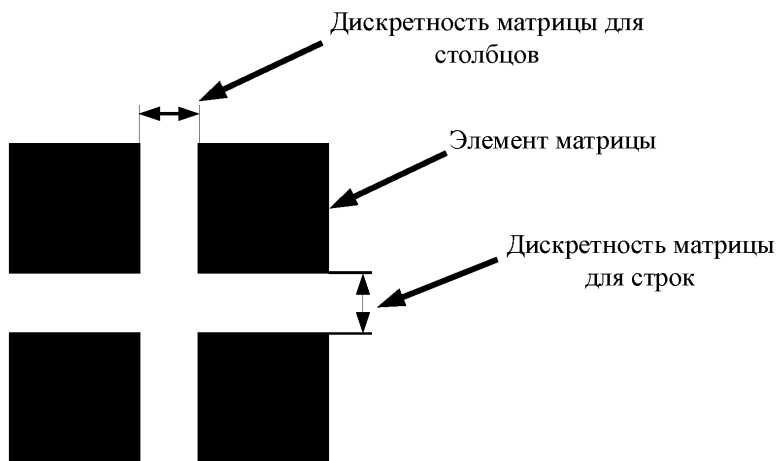 Дискретность матрицы для
столбцов
Элемент матрицы
Дискретность матрицы
для строк